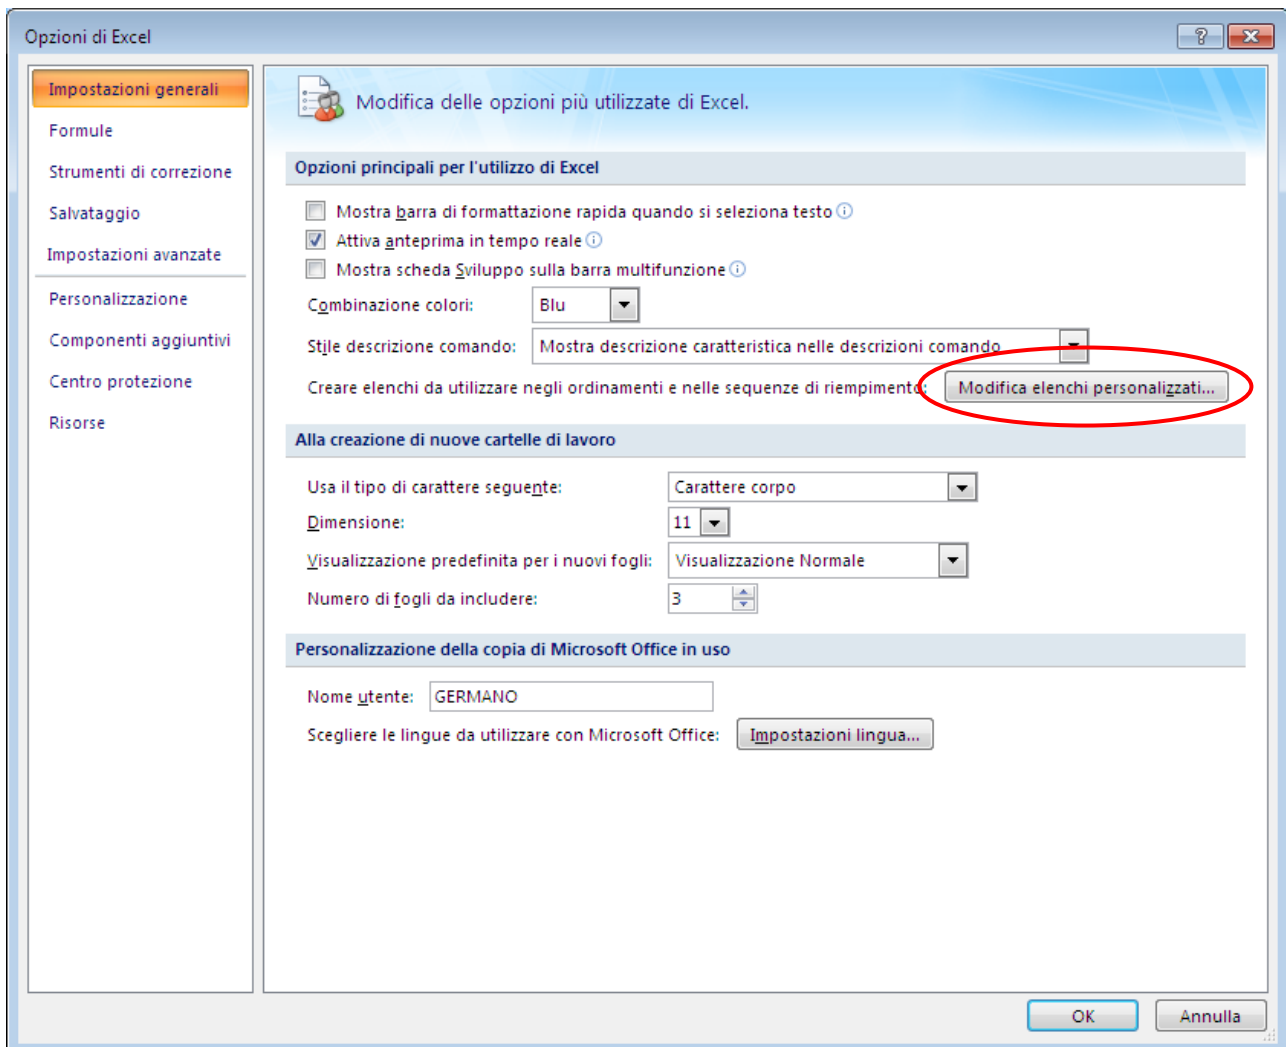 Opzioni di Excel
?
Impostazioni generali
Formule
Strumenti di correzione
Salvataggio
Impostazioni avanzate
Personalizzazione
Componenti aggiuntivi
Centro protezione
Risorse
Modifica delle opzioni più utilizzate di Excel.
Opzioni principali per l'utilizzo di Excel
Mostra barra di formattazione rapida quando si seleziona testo
Attiva anteprima in tempo reale
Mostra scheda Sviluppo sulla barra multifunzione
Combinazione colori: Blu
Stile descrizione comando: Mostra descrizione caratteristica nelle descrizioni comando
Creare elenchi da utilizzare negli ordinamenti e nelle sequenze di riempimento: Modifica elenchi personalizzati...
Alla creazione di nuove cartelle di lavoro
Usa il tipo di carattere seguente: Carattere corpo
Dimensione: 11
Visualizzazione predefinita per i nuovi fogli: Visualizzazione Normale
Numero di fogli da includere: 3
Personalizzazione della copia di Microsoft Office in uso
Nome utente: GERMANO
Scegliere le lingue da utilizzare con Microsoft Office: Impostazioni lingua...
OK Annulla